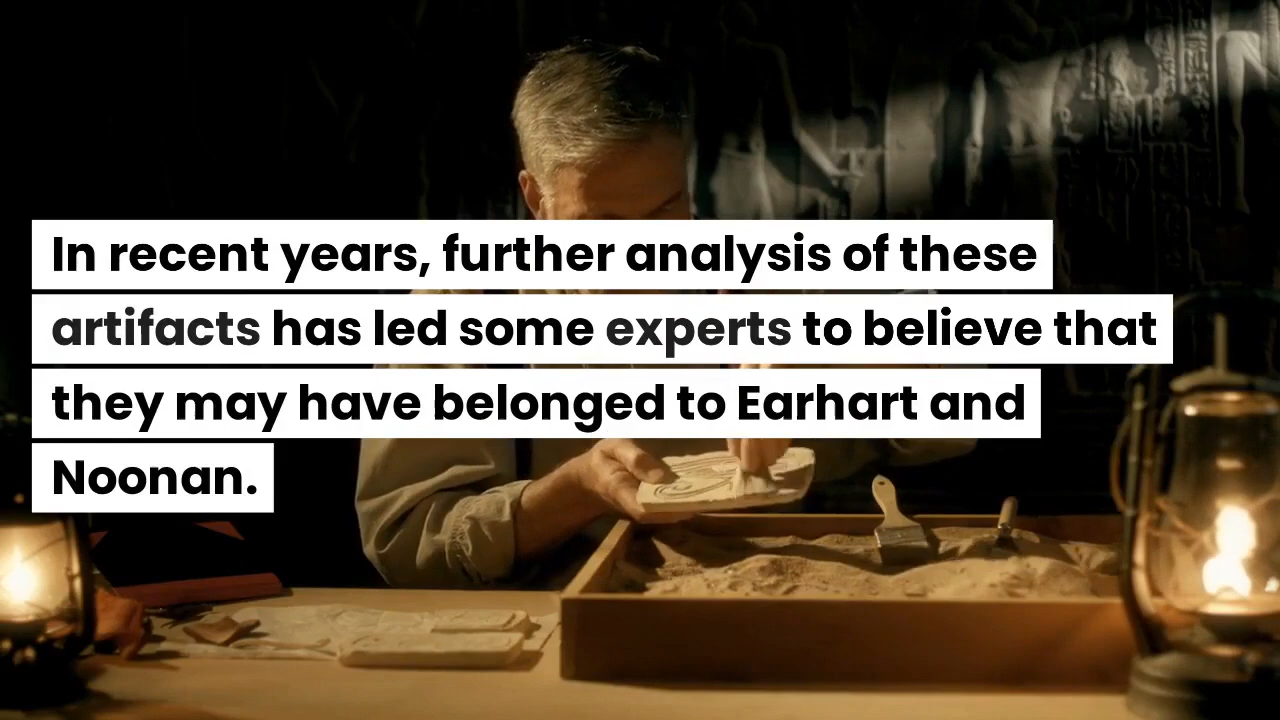 In recent years, further analysis of these
artifacts has led some experts to believe that
they may have belonged to Earhart and
Noonan.